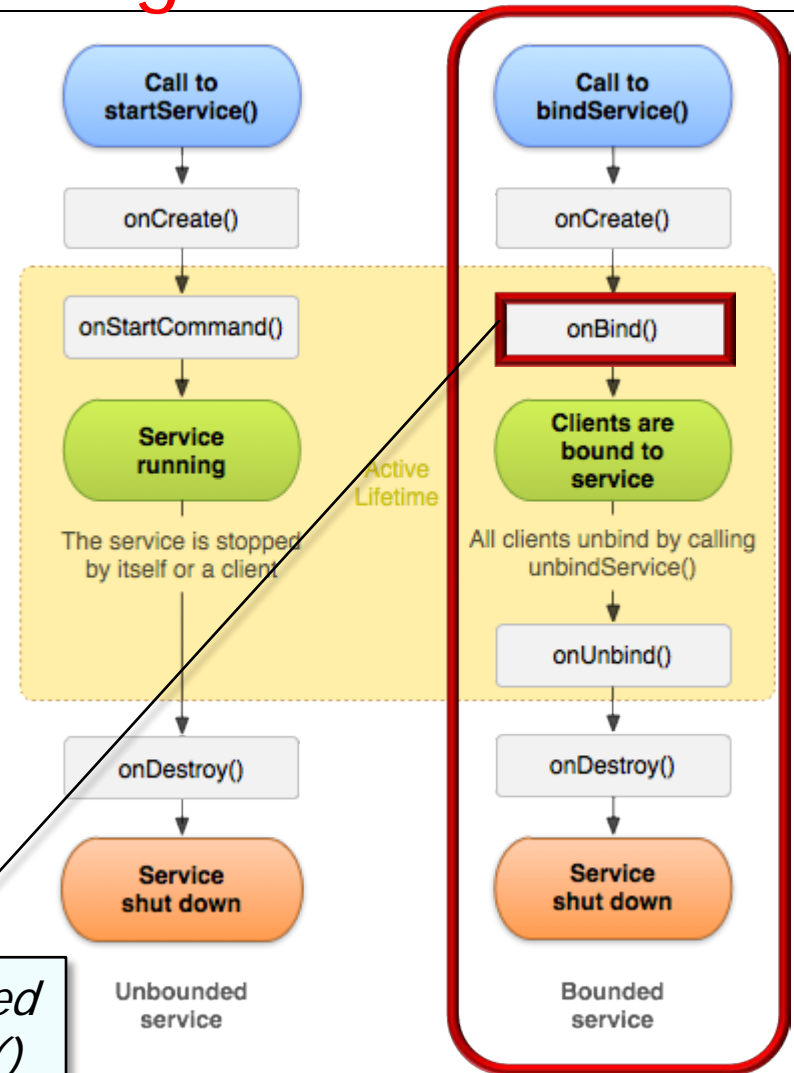 Call to
startService()
onCreate()
onStartCommand()
Service
running
The service is stopped
by itself or a client
onDestroy()
Service
shut down
Unbounded
service
Active
Lifetime
Call to
bindService()
onCreate()
onBind()
Clients are
bound to
service
All clients unbind by calling
unbindService()
onUnbind()
onDestroy()
Service
shut down
Bounded
service